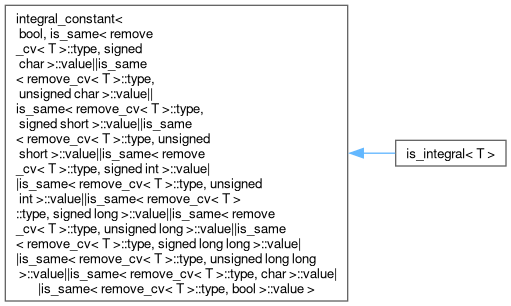 integral_constant<
bool, is_same< remove
_cv< T >::type, signed
char >::value||is_same
< remove_cv< T >::type,
unsigned char >::value||
is_same< remove_cv< T >::type,
signed short >::value||is_same
< remove_cv< T >::type, unsigned
short >::value||is_same< remove
_cv< T >::type, signed int >::value|
|is_same< remove_cv< T >::type, unsigned
int >::value||is_same< remove_cv< T >
::type, signed long >::value||is_same< remove
_cv< T >::type, unsigned long >::value||is_same
< remove_cv< T >::type, signed long long >::value|
|is_same< remove_cv< T >::type, unsigned long long
>::value||is_same< remove_cv< T >::type, char >::value|
|is_same< remove_cv< T >::type, bool >::value >
is_integral< T >